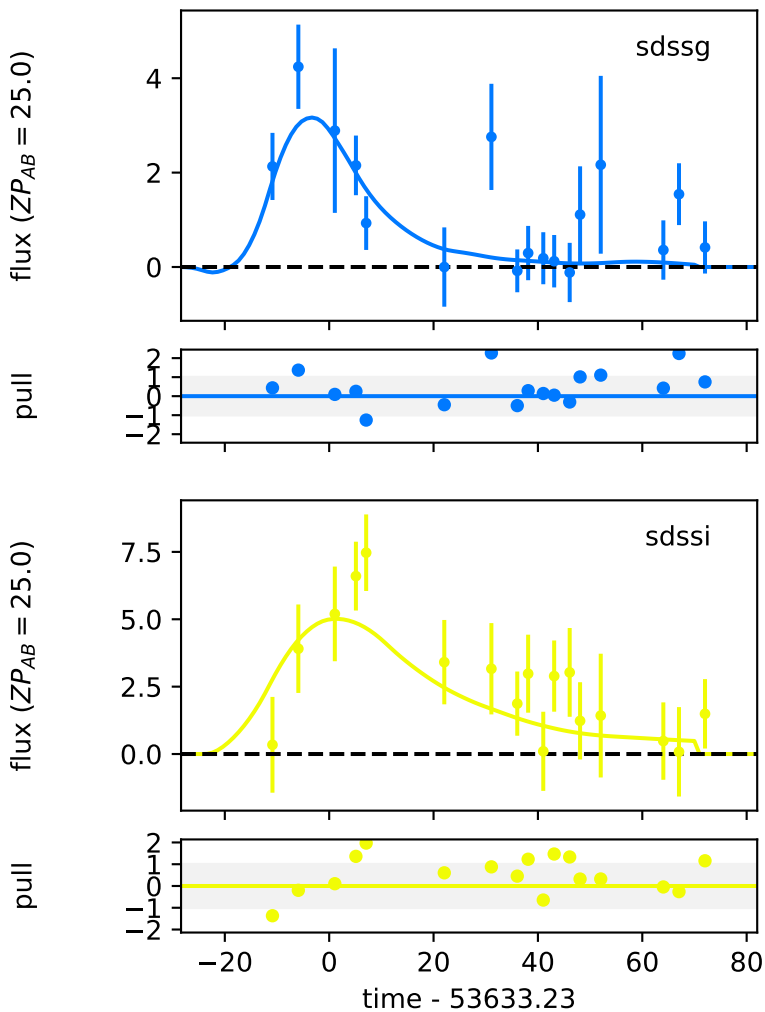 sdssg
flux (ZP_AB = 25.0)
4
2
0
pull
2
1
0
−1
−2
sdssi
flux (ZP_AB = 25.0)
7.5
5.0
2.5
0.0
pull
2
1
0
−1
−2
−20 0 20 40 60 80
time - 53633.23